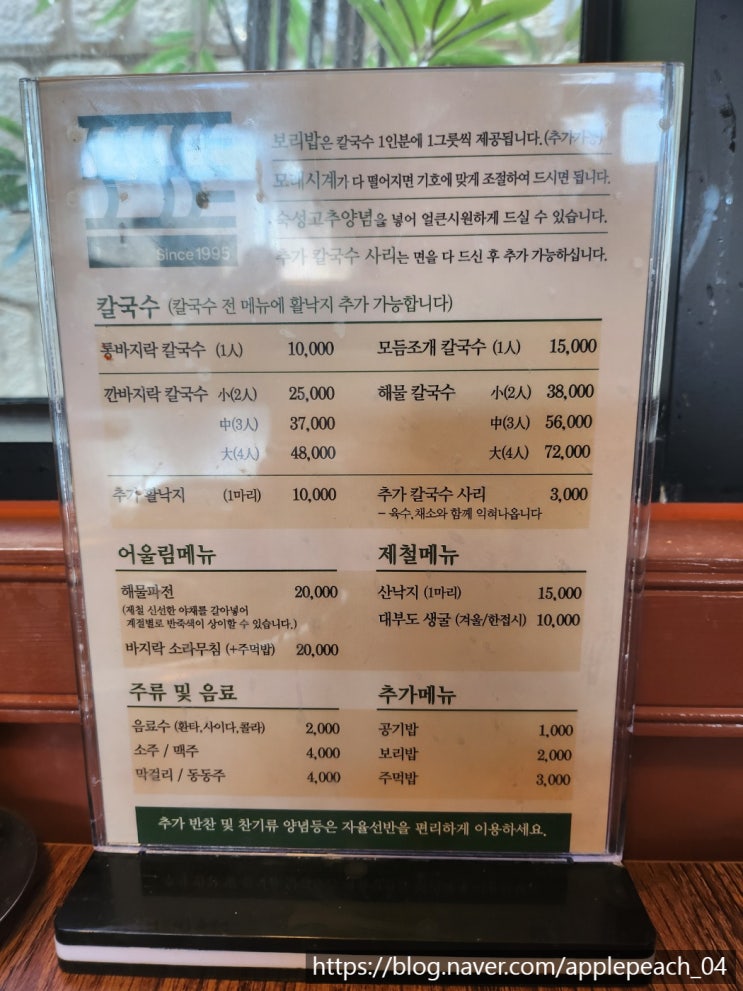 보리밥은 칼국수 1인분에 1그릇씩 제공됩니다.(추가가능)
모래시계가 다 떨어지면 기호에 맞게 조절하여 드시면 됩니다.
숙성고추양념을 넣어 얼큰시원하게 드실 수 있습니다.
추가 칼국수 사리는 면을 다 드신 후 추가 가능하십니다.
Since1995
칼국수 (칼국수 전 메뉴에 활낙지 추가 가능합니다)
통바지락 칼국수 (1人) 10,000
모듬조개 칼국수 (1人) 15,000
깐바지락 칼국수 小(2人) 25,000
中(3人) 37,000
大(4人) 48,000
해물 칼국수 小(2人) 38,000
中(3人) 56,000
大(4人) 72,000
추가 활낙지 (1마리) 10,000
추가 칼국수 사리 3,000
- 육수,채소와 함께 익혀나옵니다
어울림메뉴
해물파전 20,000
(제철 신선한 야채를 갈아넣어
계절별로 반죽색이 상이할 수 있습니다.)
바지락 소라무침 (+주먹밥) 20,000
제철메뉴
산낙지 (1마리) 15,000
대부도 생굴 (겨울/한접시) 10,000
주류 및 음료
음료수 (환타,사이다,콜라) 2,000
소주 / 맥주 4,000
막걸리 / 동동주 4,000
추가메뉴
공기밥 1,000
보리밥 2,000
주먹밥 3,000
추가 반찬 및 찬기류 양념등은 자율선반을 편리하게 이용하세요.
https://blog.naver.com/applepeach_04